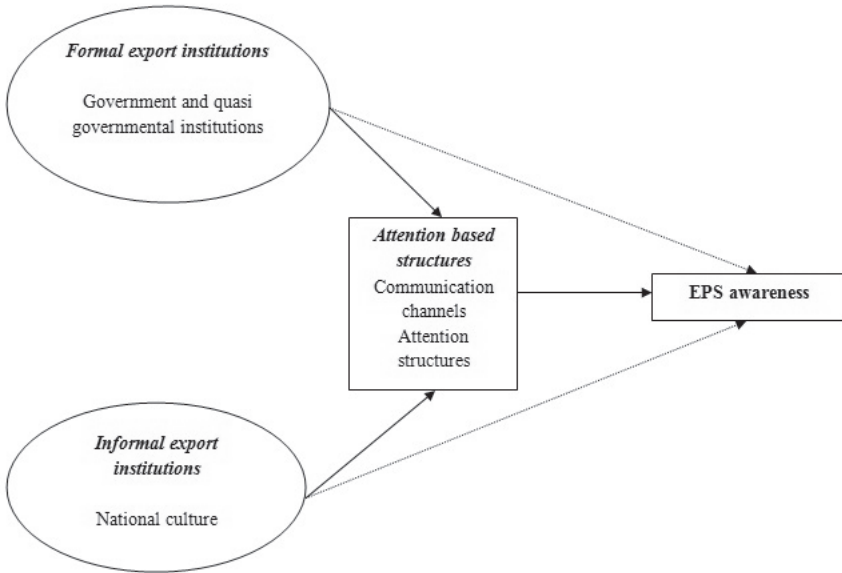 Formal export institutions
Government and quasi
governmental institutions
Attention based
structures
Communication
channels
Attention
structures
EPS awareness
Informal export
institutions
National culture